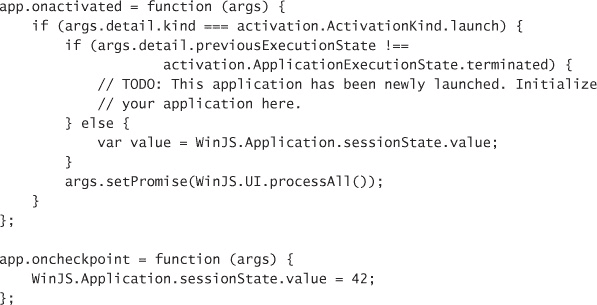 app.onactivated = function (args) {
    if (args.detail.kind === activation.ActivationKind.launch) {
        if (args.detail.previousExecutionState !==
                    activation.ApplicationExecutionState.terminated) {
            // TODO: This application has been newly launched. Initialize
            // your application here.
        } else {
            var value = WinJS.Application.sessionState.value;
        }
        args.setPromise(WinJS.UI.processAll());
    }
};

app.oncheckpoint = function (args) {
    WinJS.Application.sessionState.value = 42;
};